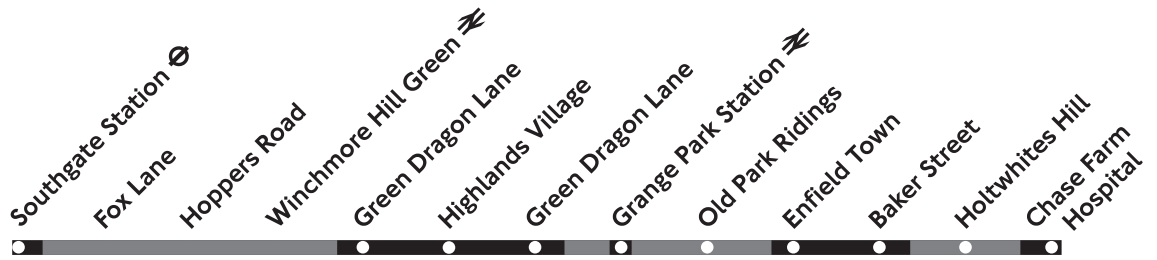 Southgate Station
Fox Lane
Hoppers Road
Winchmore Hill Green
Green Dragon Lane
Highlands Village
Green Dragon Lane
Grange Park Station
Old Park Ridings
Enfield Town
Baker Street
Holtwhites Hill
Chase Farm
Hospital